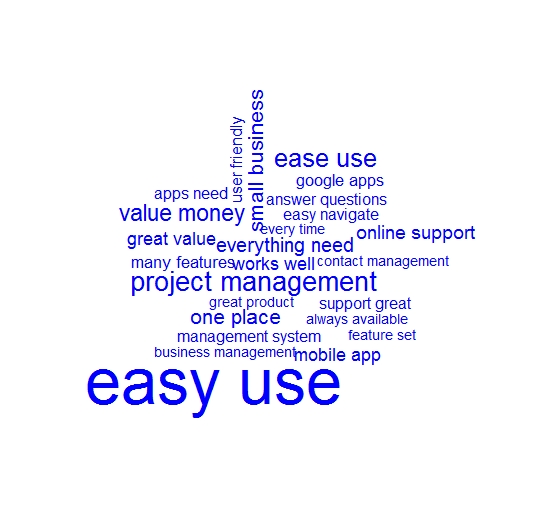 small business
user friendly
ease use
google apps
apps need
answer questions
value money
easy navigate
every time
online support
great value
everything need
many features
works well
contact management
project management
great product
support great
one place
always available
management system
feature set
business management
mobile app
easy use